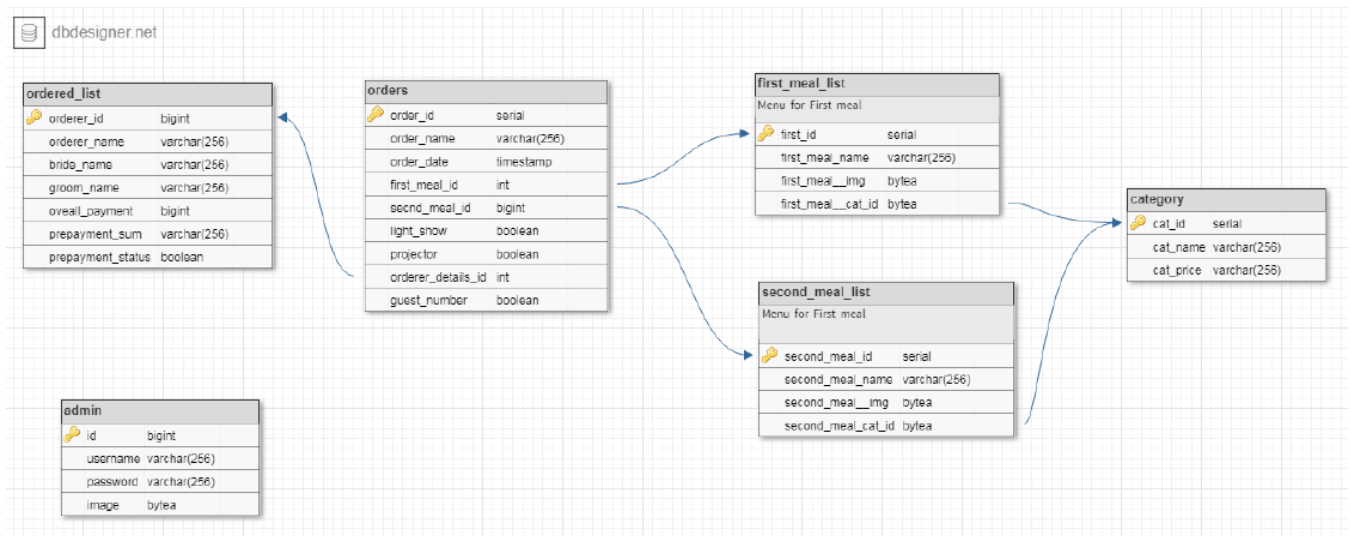 dbdesigner.net
ordered_list
orderer_id bigint
orderer_name varchar(256)
bride_name varchar(256)
groom_name varchar(256)
oveall_payment bigint
prepayment_sum varchar(256)
prepayment_status boolean
orders
order_id serial
order_name varchar(256)
order_date timestamp
first_meal_id int
secnd_meal_id bigint
light_show boolean
projector boolean
orderer_details_id int
guest_number boolean
first_meal_list
Menu for First meal
first_id serial
first_meal_name varchar(256)
first_meal__img bytea
first_meal__cat_id bytea
second_meal_list
Menu for First meal
second_meal_id serial
second_meal_name varchar(256)
second_meal__img bytea
second_meal_cat_id bytea
category
cat_id serial
cat_name varchar(256)
cat_price varchar(256)
admin
id bigint
username varchar(256)
password varchar(256)
image bytea